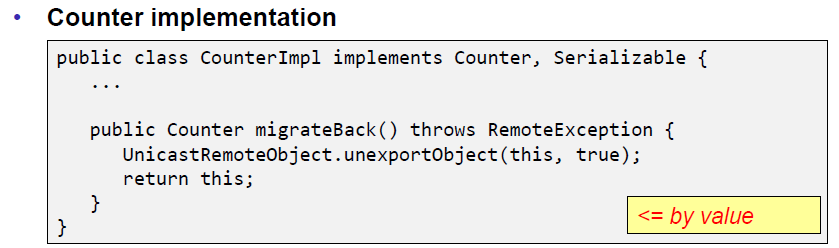 • Counter implementation
public class CounterImpl implements Counter, Serializable {
...
public Counter migrateBack() throws RemoteException {
UnicastRemoteObject.unexportObject(this, true);
return this;
}
}
<= by value